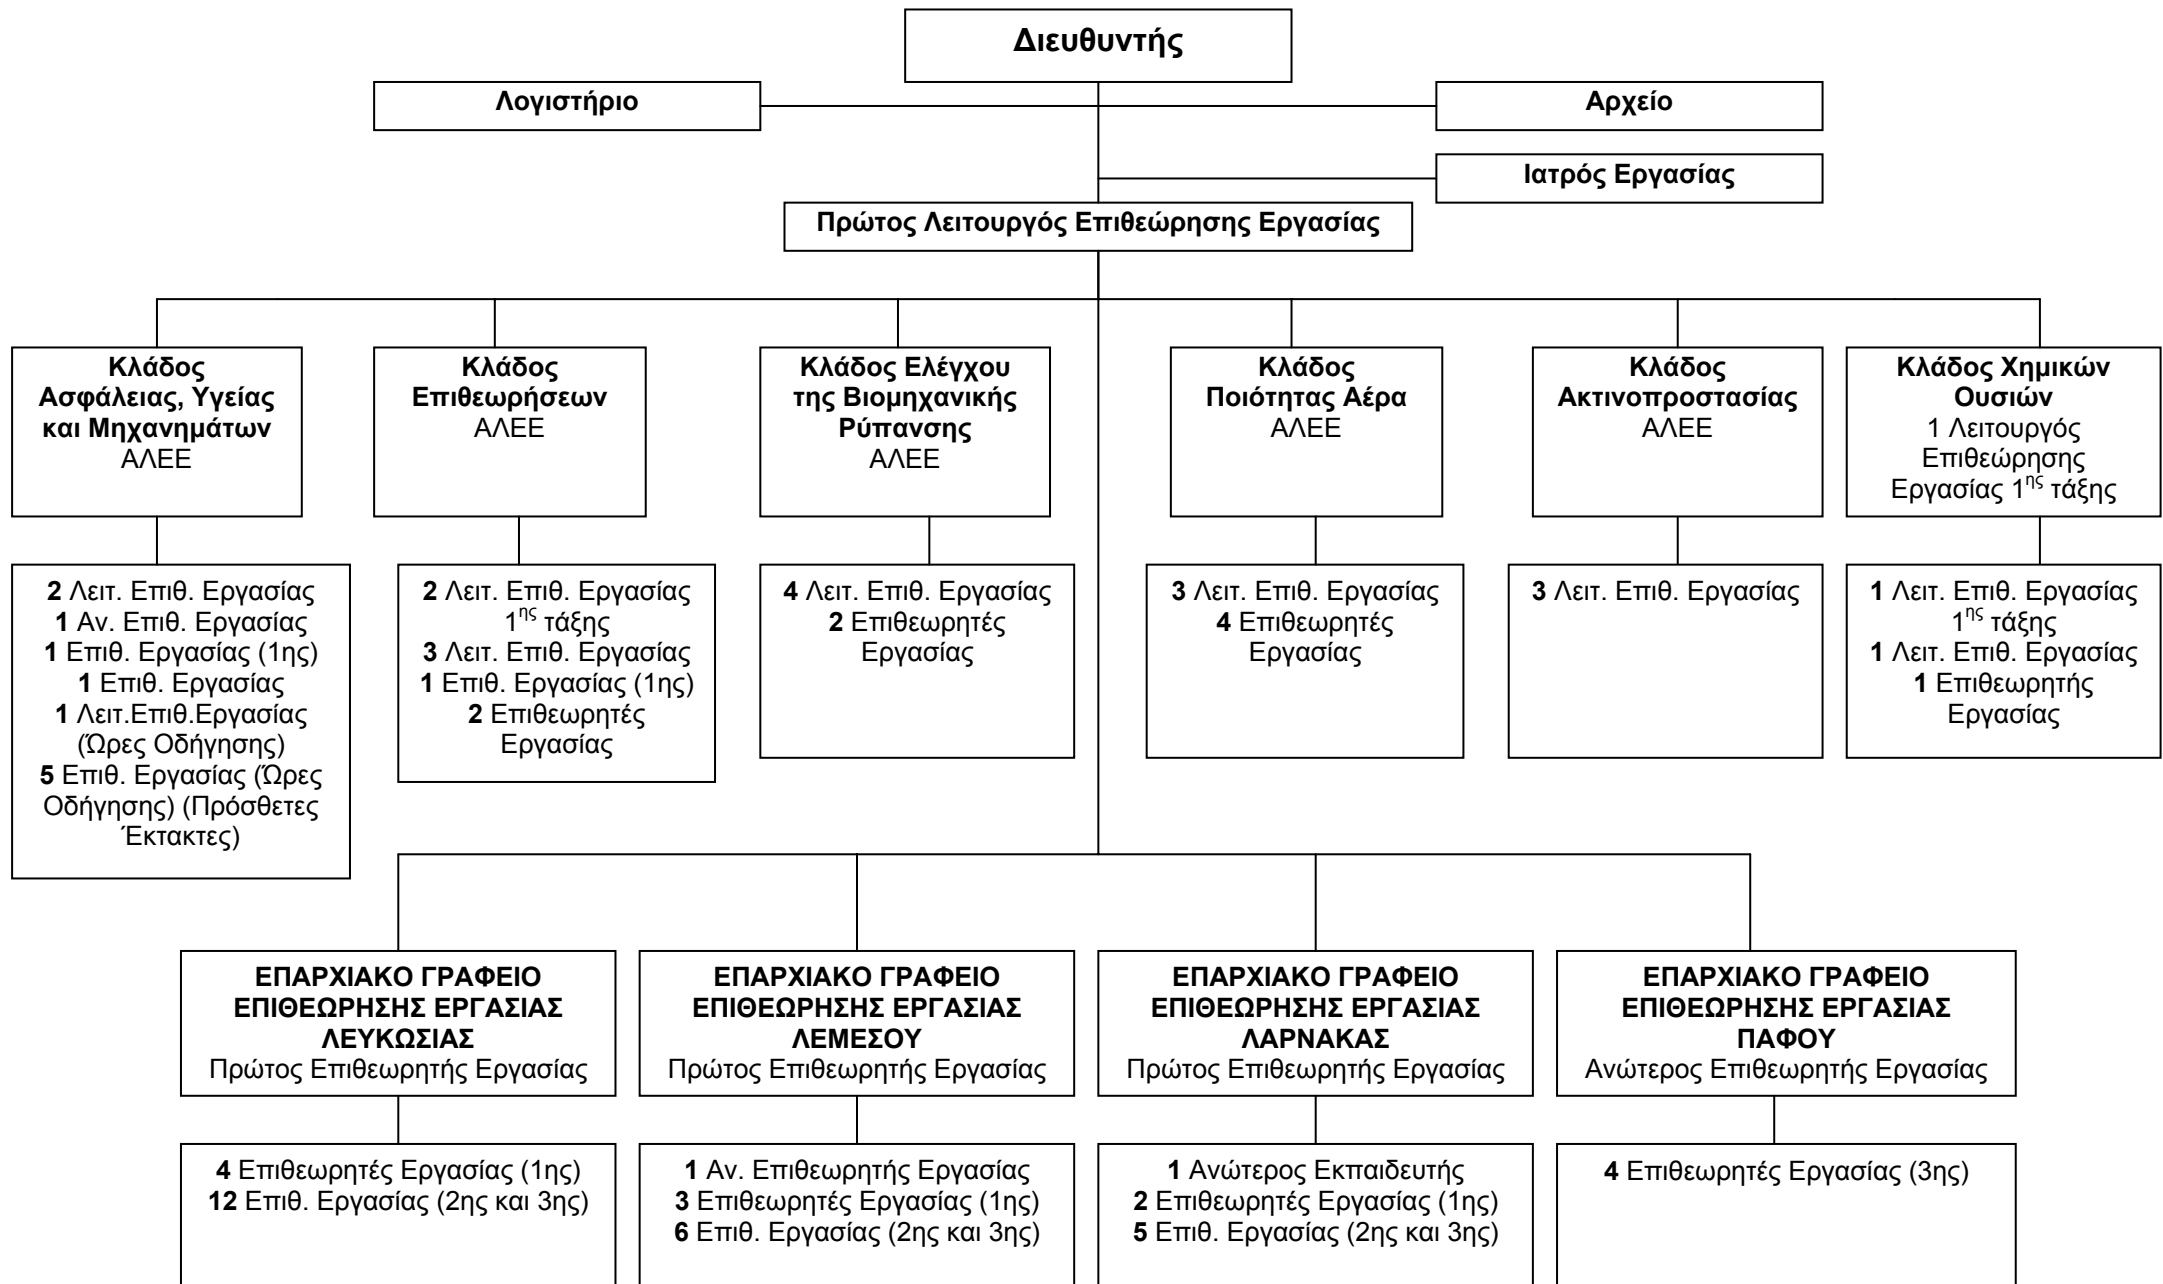 Διευθυντής
Λογιστήριο
Αρχείο
Ιατρός Εργασίας
Πρώτος Λειτουργός Επιθεώρησης Εργασίας
Κλάδος
Ασφάλειας, Υγείας
και Μηχανημάτων
ΑΛΕΕ
Κλάδος
Επιθεωρήσεων
ΑΛΕΕ
Κλάδος Ελέγχου
της Βιομηχανικής
Ρύπανσης
ΑΛΕΕ
Κλάδος
Ποιότητας Αέρα
ΑΛΕΕ
Κλάδος
Ακτινοπροστασίας
ΑΛΕΕ
Κλάδος Χημικών
Ουσιών
1 Λειτουργός
Επιθεώρησης
Εργασίας 1ης τάξης
2 Λειτ. Επιθ. Εργασίας
1 Αν. Επιθ. Εργασίας
1 Επιθ. Εργασίας (1ης)
1 Επιθ. Εργασίας
1 Λειτ.Επιθ.Εργασίας
(Ώρες Οδήγησης)
5 Επιθ. Εργασίας (Ώρες
Οδήγησης) (Πρόσθετες
Έκτακτες)
2 Λειτ. Επιθ. Εργασίας
1ης τάξης
3 Λειτ. Επιθ. Εργασίας
1 Επιθ. Εργασίας (1ης)
2 Επιθεωρητές
Εργασίας
4 Λειτ. Επιθ. Εργασίας
2 Επιθεωρητές
Εργασίας
3 Λειτ. Επιθ. Εργασίας
4 Επιθεωρητές
Εργασίας
3 Λειτ. Επιθ. Εργασίας
1 Λειτ. Επιθ. Εργασίας
1ης τάξης
1 Λειτ. Επιθ. Εργασίας
1 Επιθεωρητής
Εργασίας
ΕΠΑΡΧΙΑΚΟ ΓΡΑΦΕΙΟ
ΕΠΙΘΕΩΡΗΣΗΣ ΕΡΓΑΣΙΑΣ
ΛΕΥΚΩΣΙΑΣ
Πρώτος Επιθεωρητής Εργασίας
ΕΠΑΡΧΙΑΚΟ ΓΡΑΦΕΙΟ
ΕΠΙΘΕΩΡΗΣΗΣ ΕΡΓΑΣΙΑΣ
ΛΕΜΕΣΟΥ
Πρώτος Επιθεωρητής Εργασίας
ΕΠΑΡΧΙΑΚΟ ΓΡΑΦΕΙΟ
ΕΠΙΘΕΩΡΗΣΗΣ ΕΡΓΑΣΙΑΣ
ΛΑΡΝΑΚΑΣ
Πρώτος Επιθεωρητής Εργασίας
ΕΠΑΡΧΙΑΚΟ ΓΡΑΦΕΙΟ
ΕΠΙΘΕΩΡΗΣΗΣ ΕΡΓΑΣΙΑΣ
ΠΑΦΟΥ
Ανώτερος Επιθεωρητής Εργασίας
4 Επιθεωρητές Εργασίας (1ης)
12 Επιθ. Εργασίας (2ης και 3ης)
1 Αν. Επιθεωρητής Εργασίας
3 Επιθεωρητές Εργασίας (1ης)
6 Επιθ. Εργασίας (2ης και 3ης)
1 Ανώτερος Εκπαιδευτής
2 Επιθεωρητές Εργασίας (1ης)
5 Επιθ. Εργασίας (2ης και 3ης)
4 Επιθεωρητές Εργασίας (3ης)